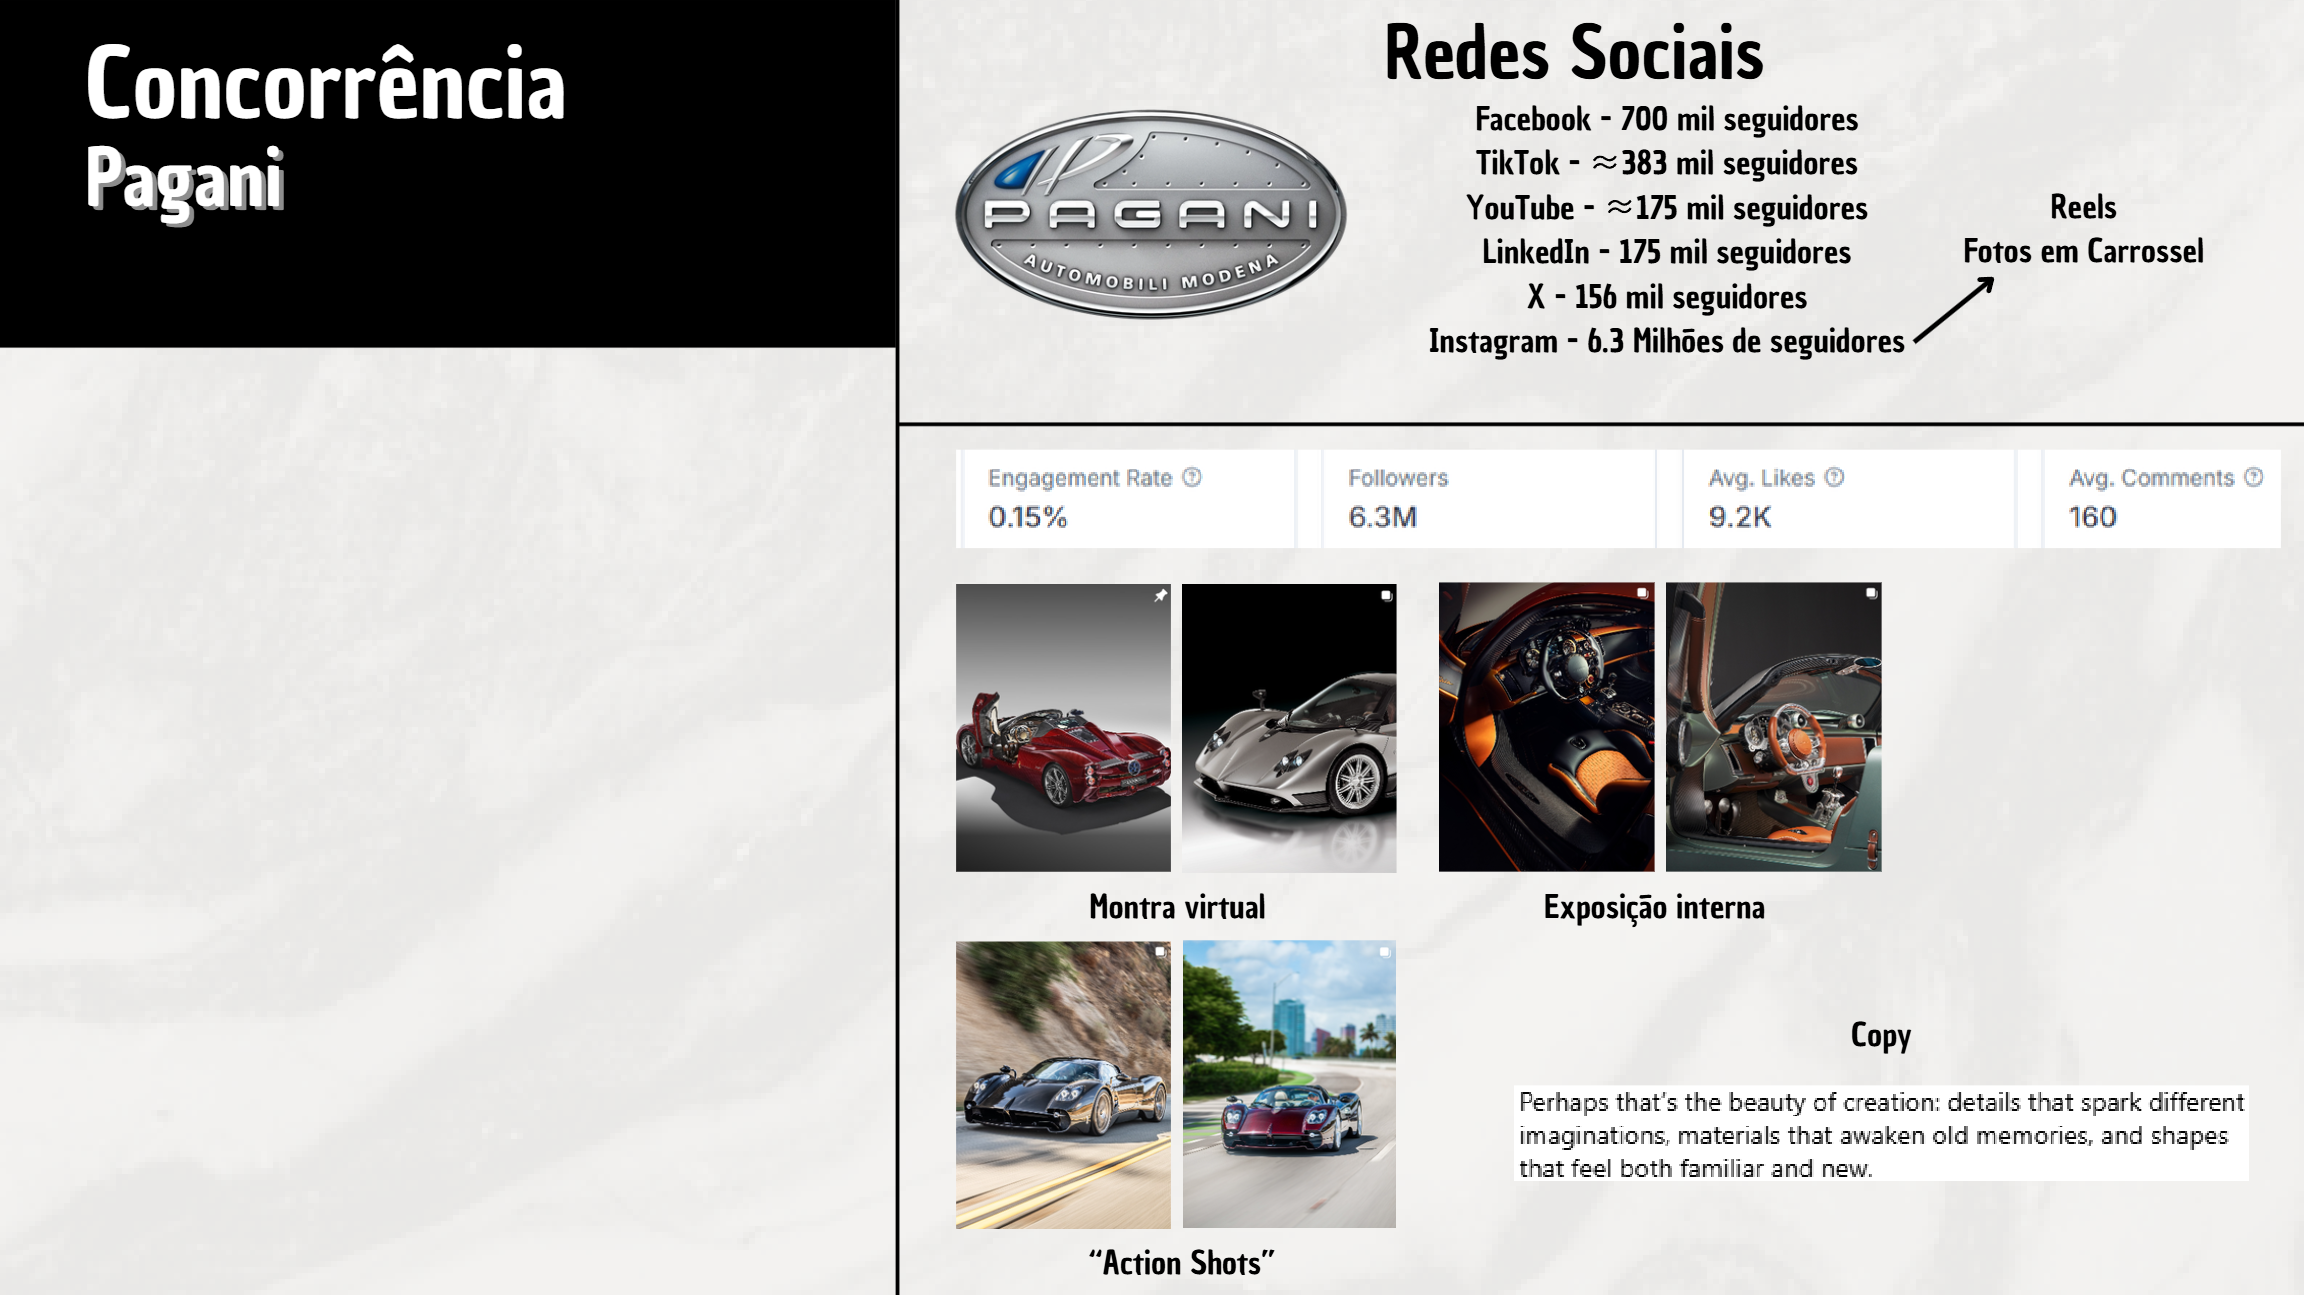 Concorrência
Pagani
Redes Sociais
PAGANI
AUTOMOBILI MODENA
Facebook - 700 mil seguidores
TikTok - ≈383 mil seguidores
YouTube - ≈175 mil seguidores
LinkedIn - 175 mil seguidores
X - 156 mil seguidores
Instagram - 6.3 Milhões de seguidores
Reels
Fotos em Carrossel
Engagement Rate
0.15%
Followers
6.3M
Avg. Likes
9.2K
Avg. Comments
160
Montra virtual
Exposição interna
“Action Shots”
Copy
Perhaps that's the beauty of creation: details that spark different
imaginations, materials that awaken old memories, and shapes
that feel both familiar and new.